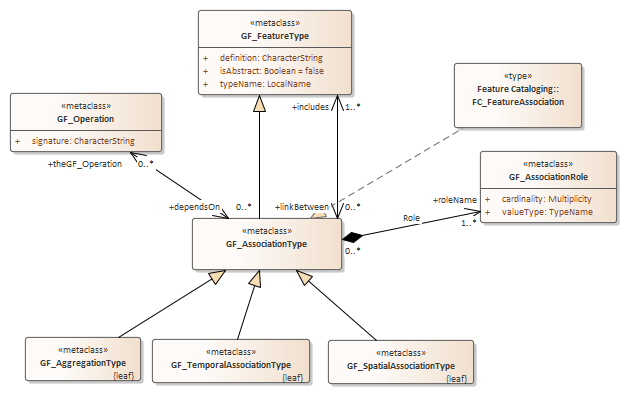 «metaclass»
GF_FeatureType
+ definition: CharacterString
+ isAbstract: Boolean = false
+ typeName: LocalName
«type»
Feature Cataloging::
FC_FeatureAssociation
«metaclass»
GF_Operation
+ signature: CharacterString
+includes 1..*
+theGF_Operation 0..*
«metaclass»
GF_AssociationRole
+ cardinality: Multiplicity
+ valueType: TypeName
+dependsOn 0..*
+linkBetween 0..*
+roleName
Role
1..*
«metaclass»
GF_AssociationType
0..*
«metaclass»
GF_AggregationType
{leaf}
«metaclass»
GF_TemporalAssociationType
{leaf}
«metaclass»
GF_SpatialAssociationType
{leaf}